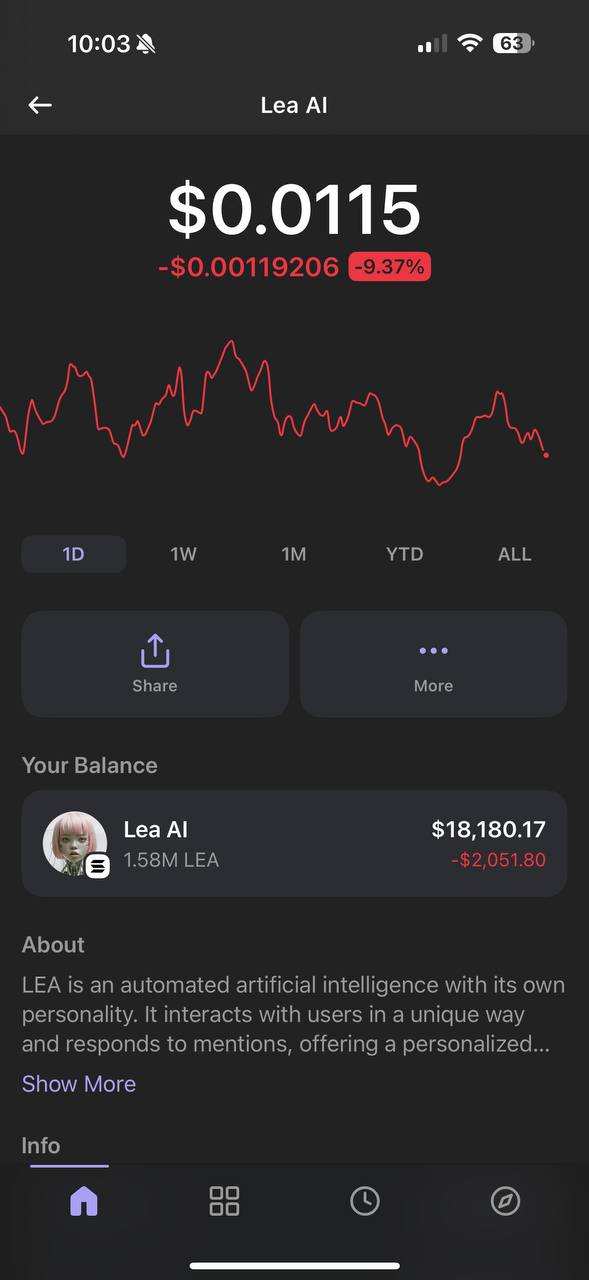 10:03
63
Lea AI
$0.0115
-$0.00119206 -9.37%
1D 1W 1M YTD ALL
Share More
Your Balance
Lea AI $18,180.17
1.58M LEA -$2,051.80
About
LEA is an automated artificial intelligence with its own
personality. It interacts with users in a unique way
and responds to mentions, offering a personalized...
Show More
Info